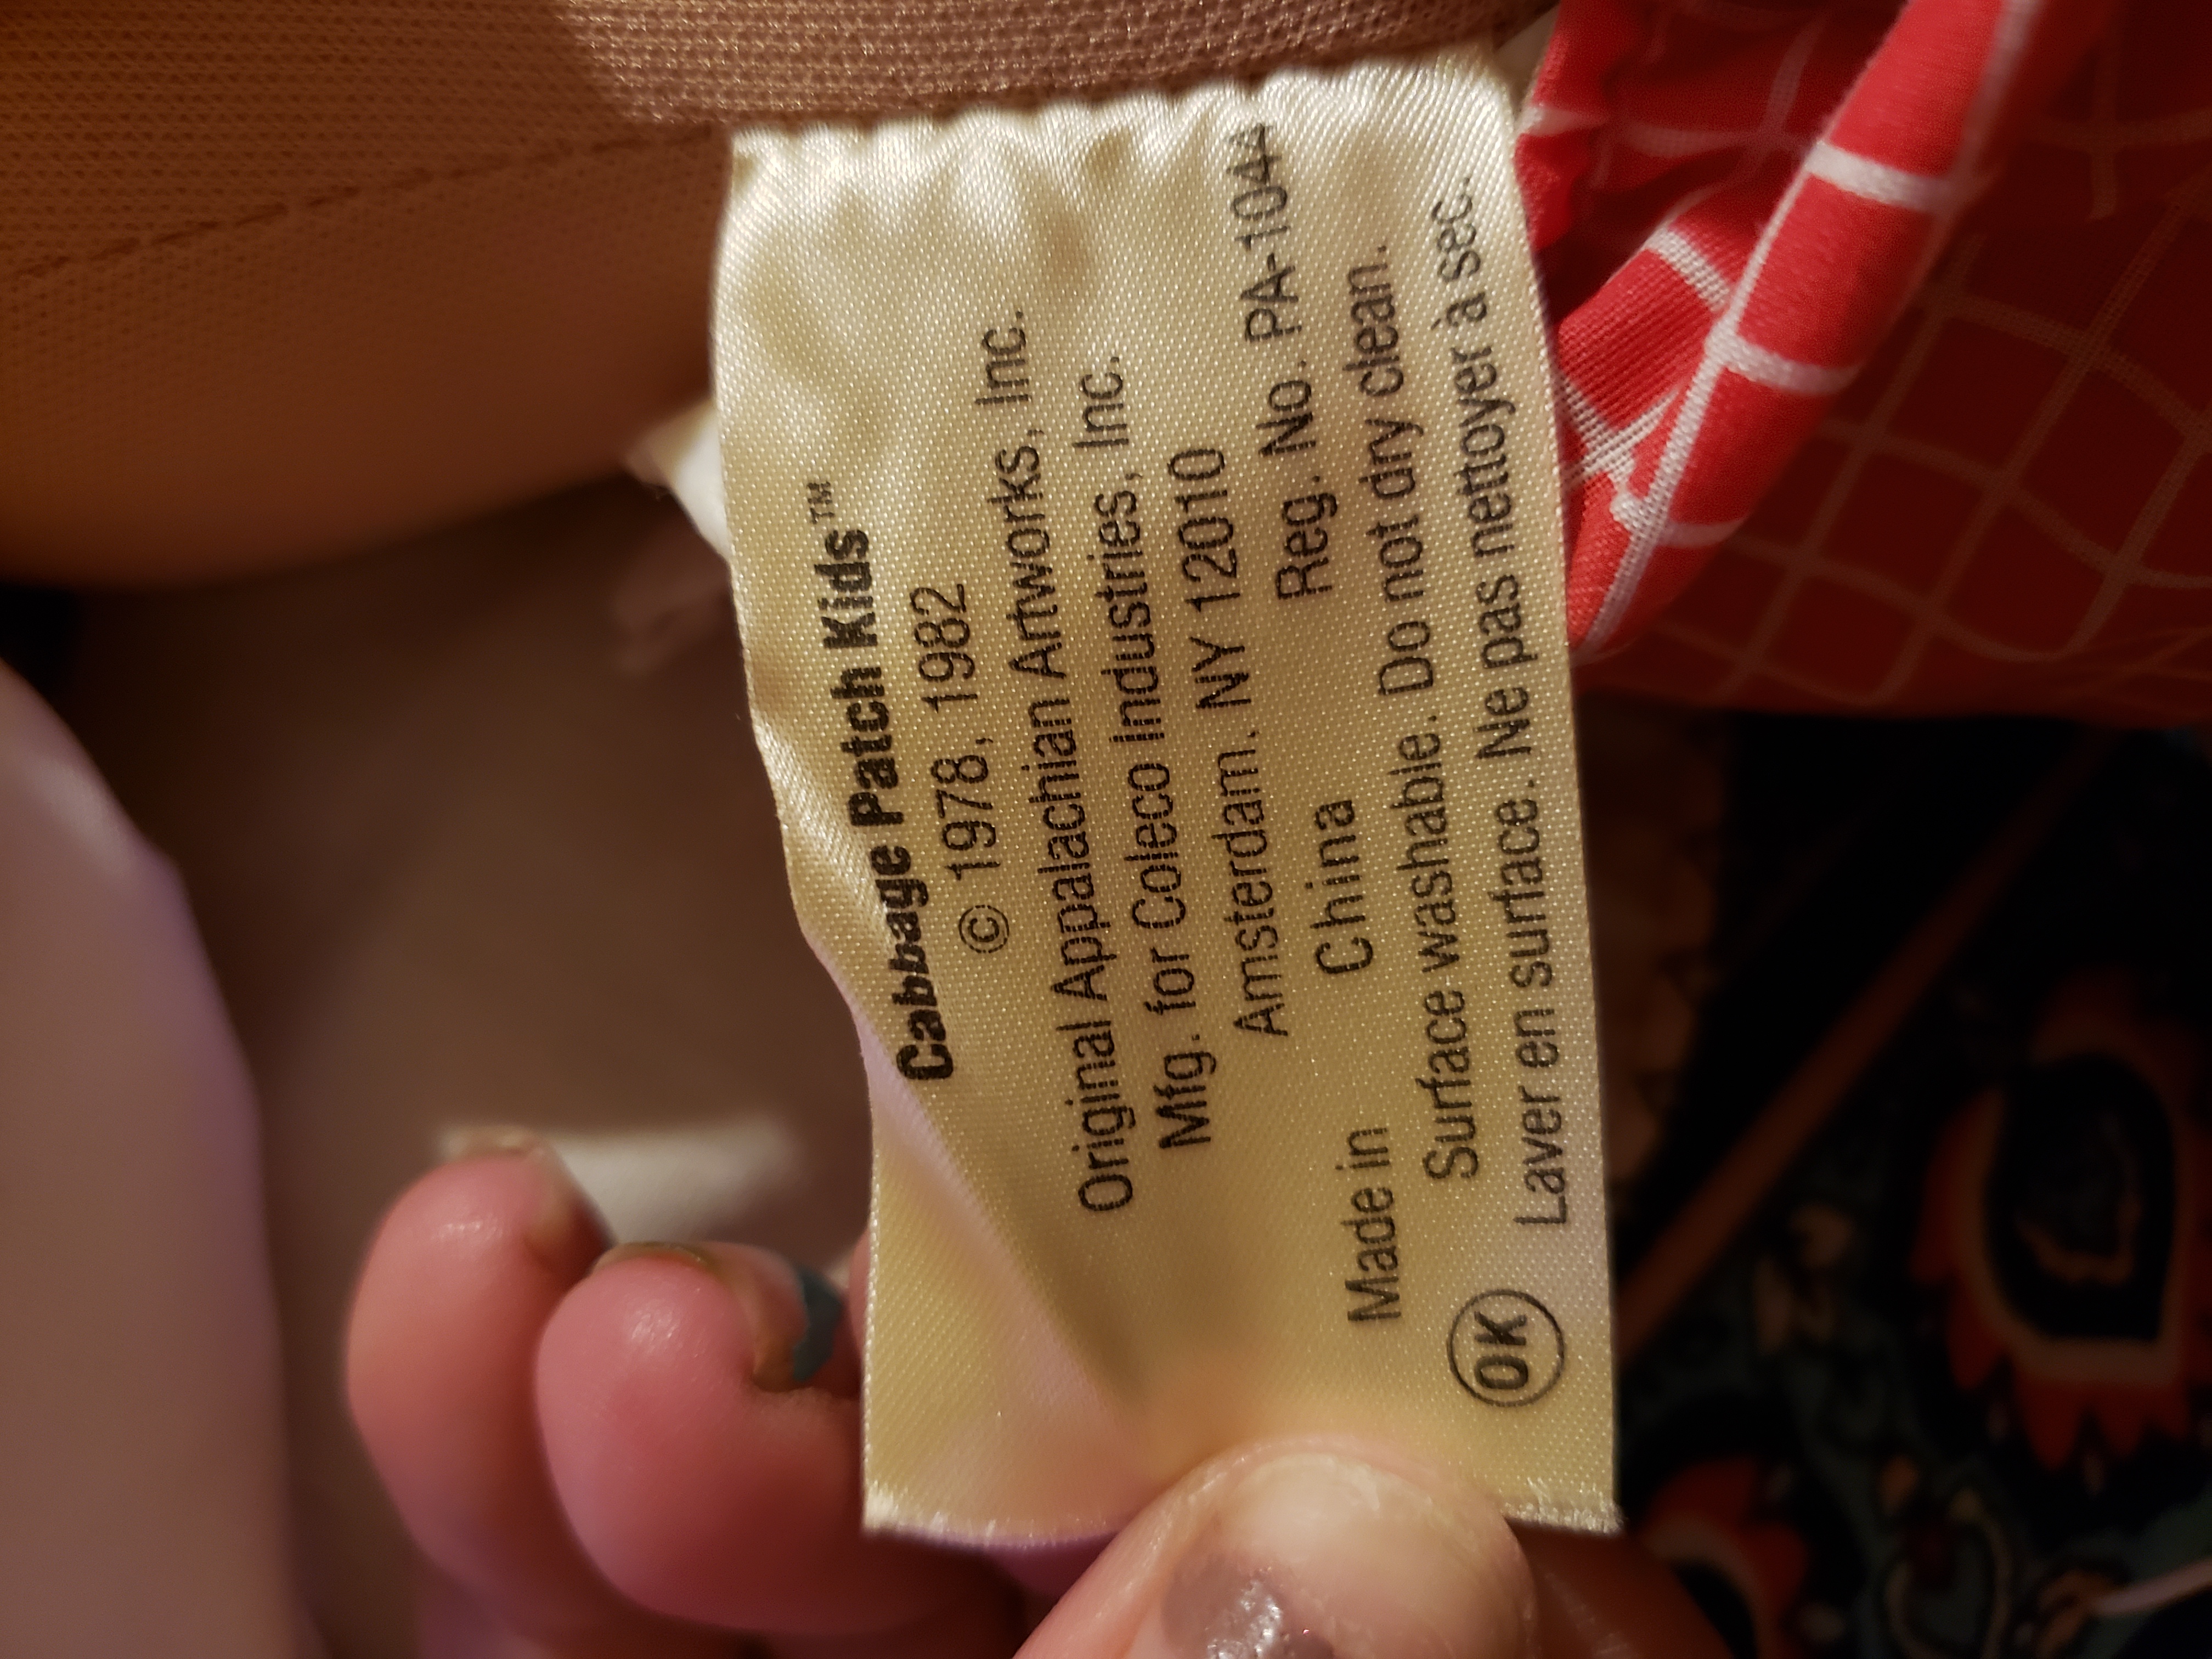 Cabbage Patch Kids™
© 1978, 1982
Original Appalachian Artworks, Inc.
Mfg. for Coleco Industries, Inc.
Amsterdam. NY 12010
Reg. No. PA-1044
Made in China
Surface washable. Do not dry clean.
Laver en surface. Ne pas nettoyer à sec.
OK